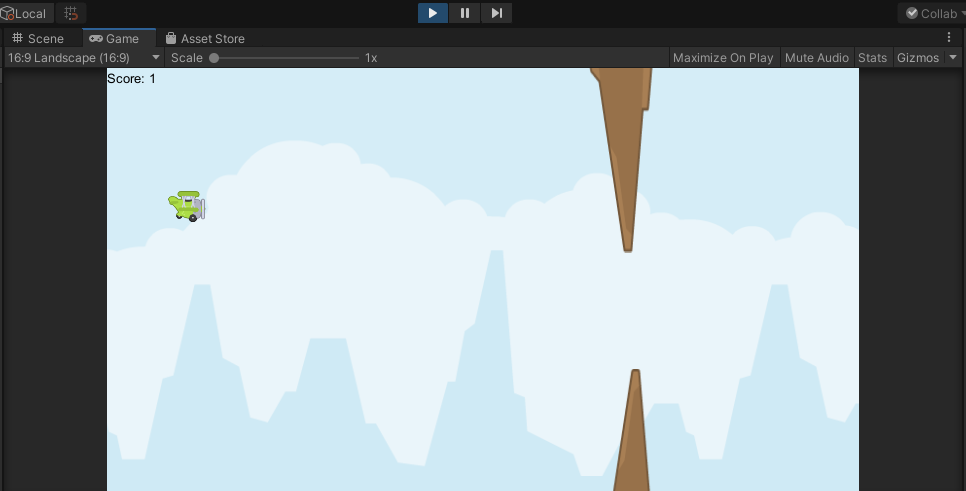 Local
Collab
Scene Game Asset Store
16:9 Landscape (16:9) Scale 1x Maximize On Play Mute Audio Stats Gizmos
Score: 1